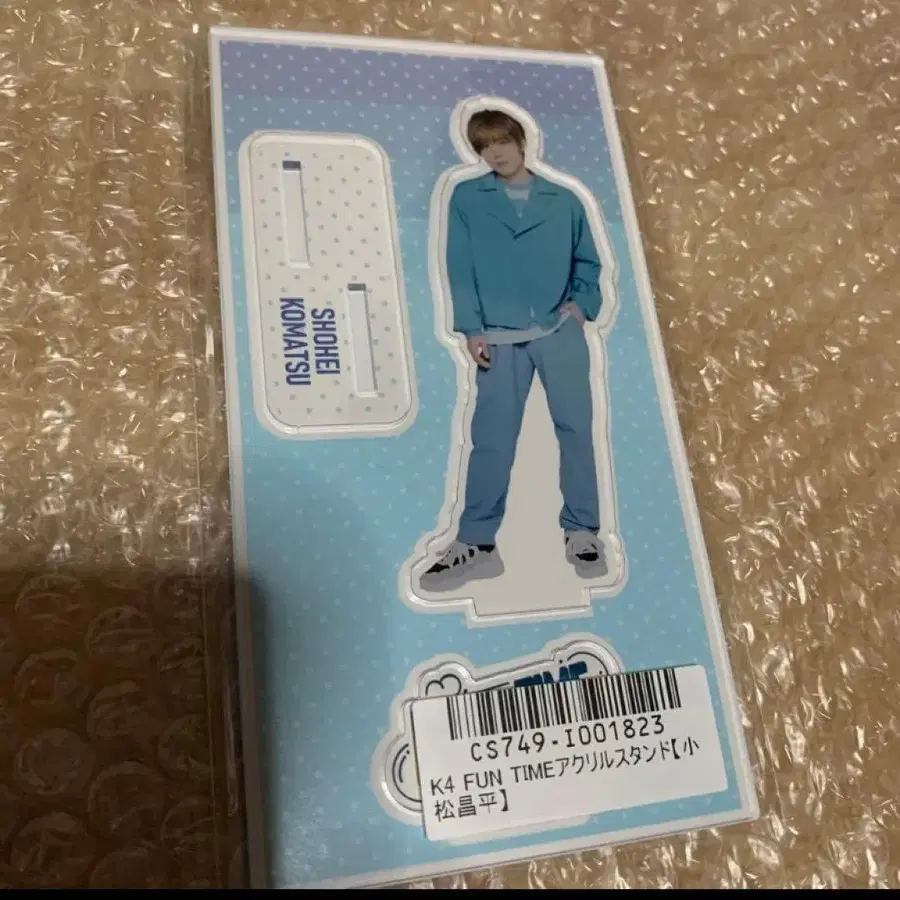 SHOHEI
KOMATSU
TIME
CS749-I001823
K4 FUN TIMEアクリルスタンド【小
松昌平】